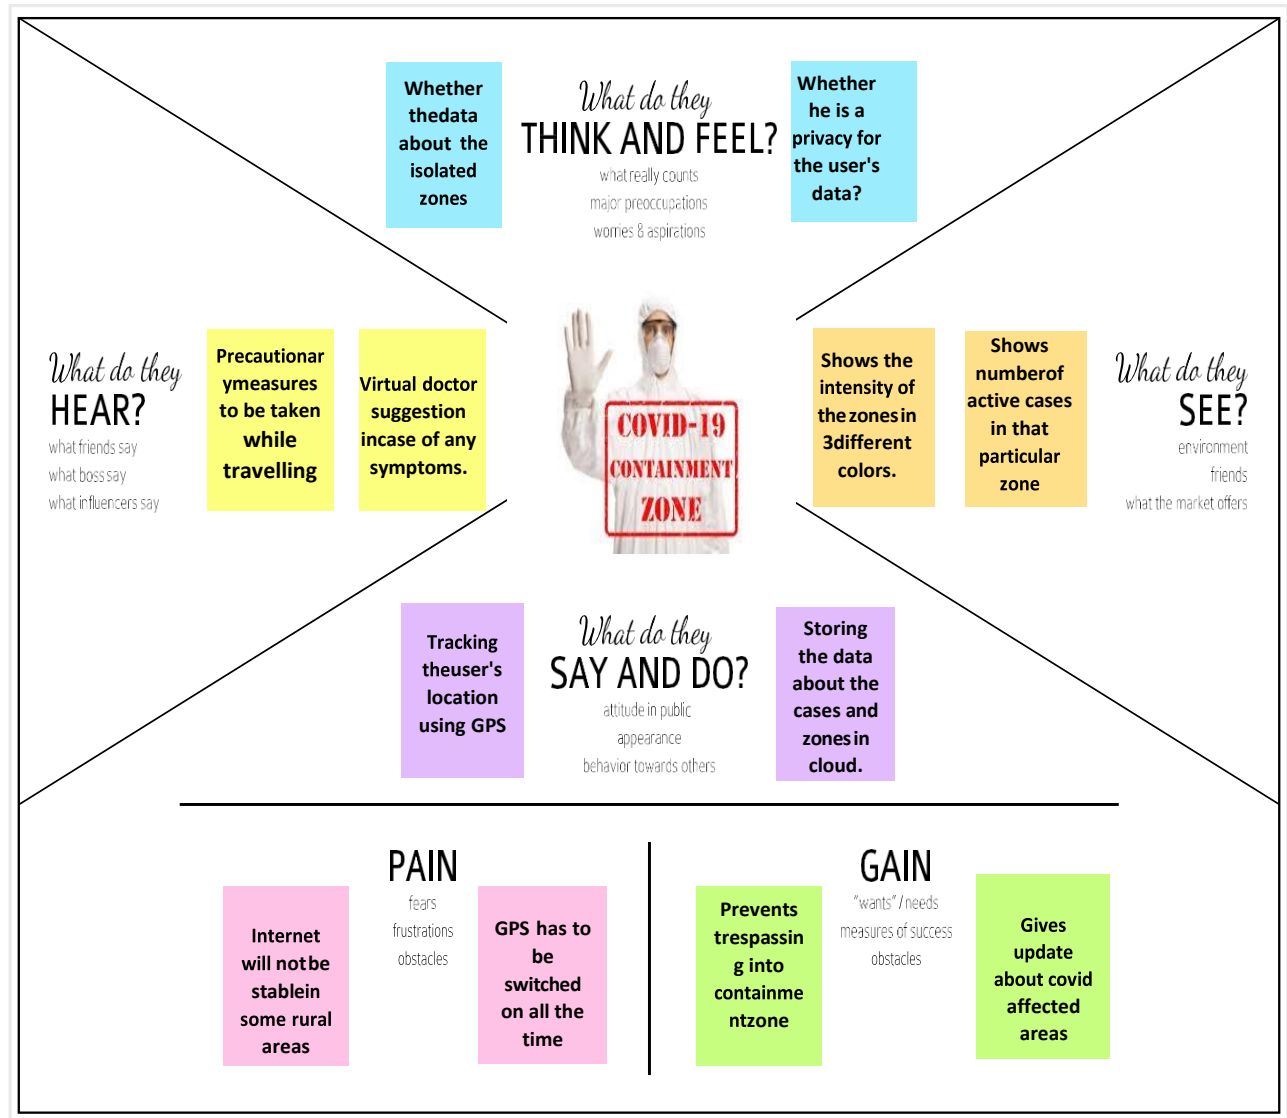 Whether
thedata
about the
isolated
zones
What do they
THINK AND FEEL?
what really counts
major preoccupations
worries & aspirations
Whether
he is a
privacy for
the user's
data?
What do they
HEAR?
what friends say
what boss say
what influencers say
Precautionar
ymeasures
to be taken
while
travelling
Virtual doctor
suggestion
incase of any
symptoms.
COVID-19
CONTAINMENT
ZONE
Shows the
intensity of
the zones in
3different
colors.
Shows
numberof
active cases
in that
particular
zone
What do they
SEE?
environment
friends
what the market offers
Tracking
theuser's
location
using GPS
What do they
SAY AND DO?
attitude in public
appearance
behavior towards others
Storing
the data
about the
cases and
zones in
cloud.
PAIN
fears
frustrations
obstacles
Internet
will not be
stablein
some rural
areas
GPS has to
be
switched
on all the
time
GAIN
"wants" / needs
measures of success
obstacles
Prevents
trespassin
g into
containme
ntzone
Gives
update
about covid
affected
areas